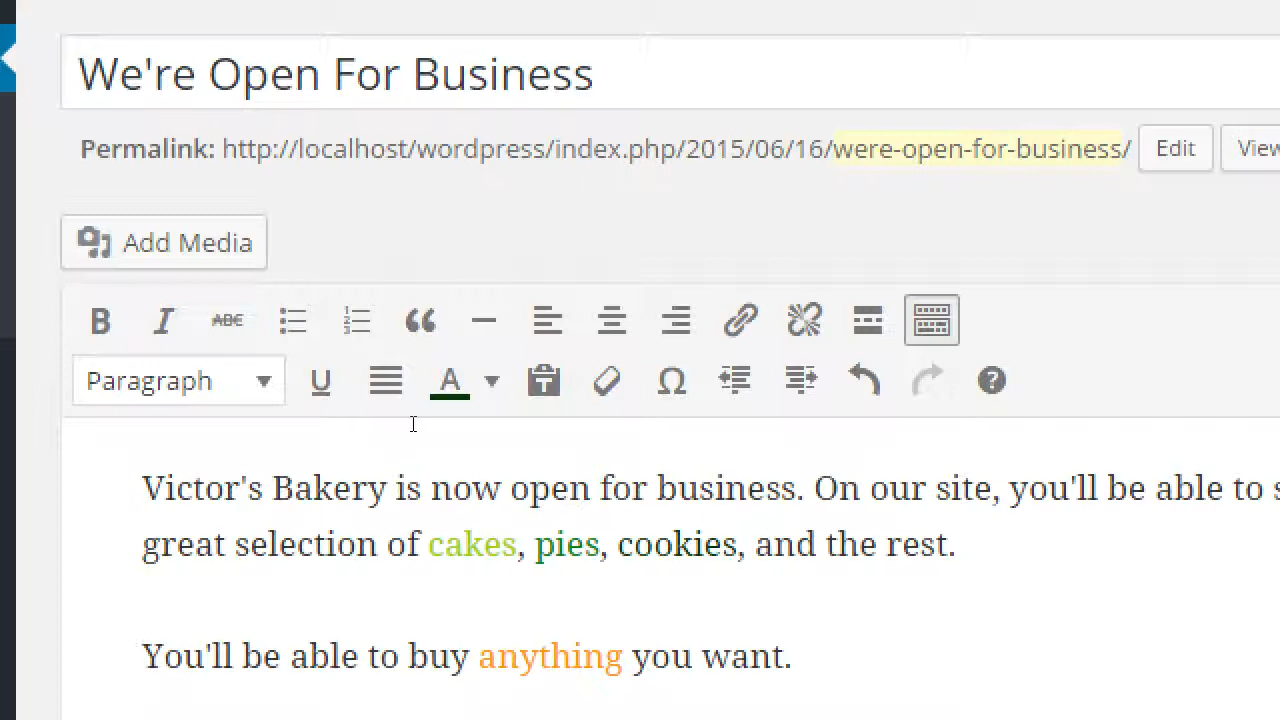 We're Open For Business
Permalink: http://localhost/wordpress/index.php/2015/06/16/were-open-for-business/ Edit View
Add Media
B I ABC
Paragraph U A T Ω ?
Victor's Bakery is now open for business. On our site, you'll be able to s
great selection of cakes, pies, cookies, and the rest.
You'll be able to buy anything you want.